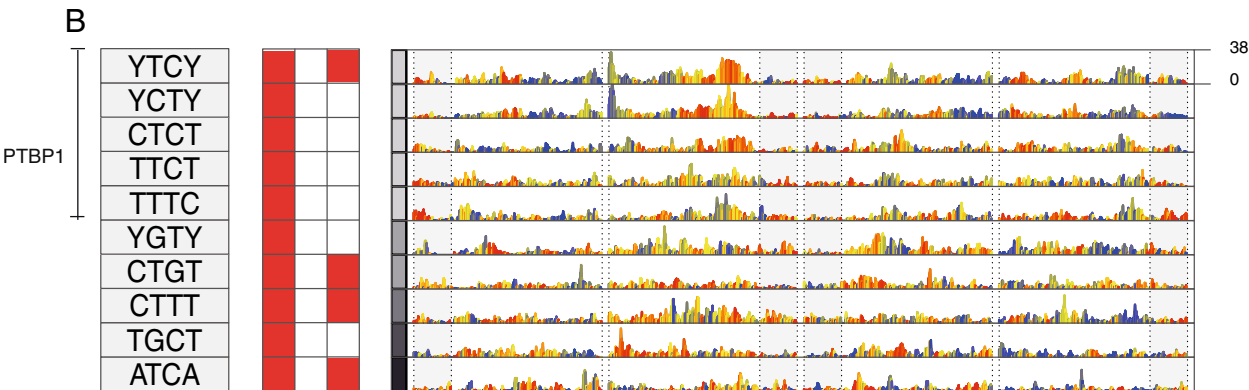 B
YTCY
YCTY
CTCT
TTCT
TTTC
YGTY
CTGT
CTTT
TGCT
ATCA
PTBP1
38
0